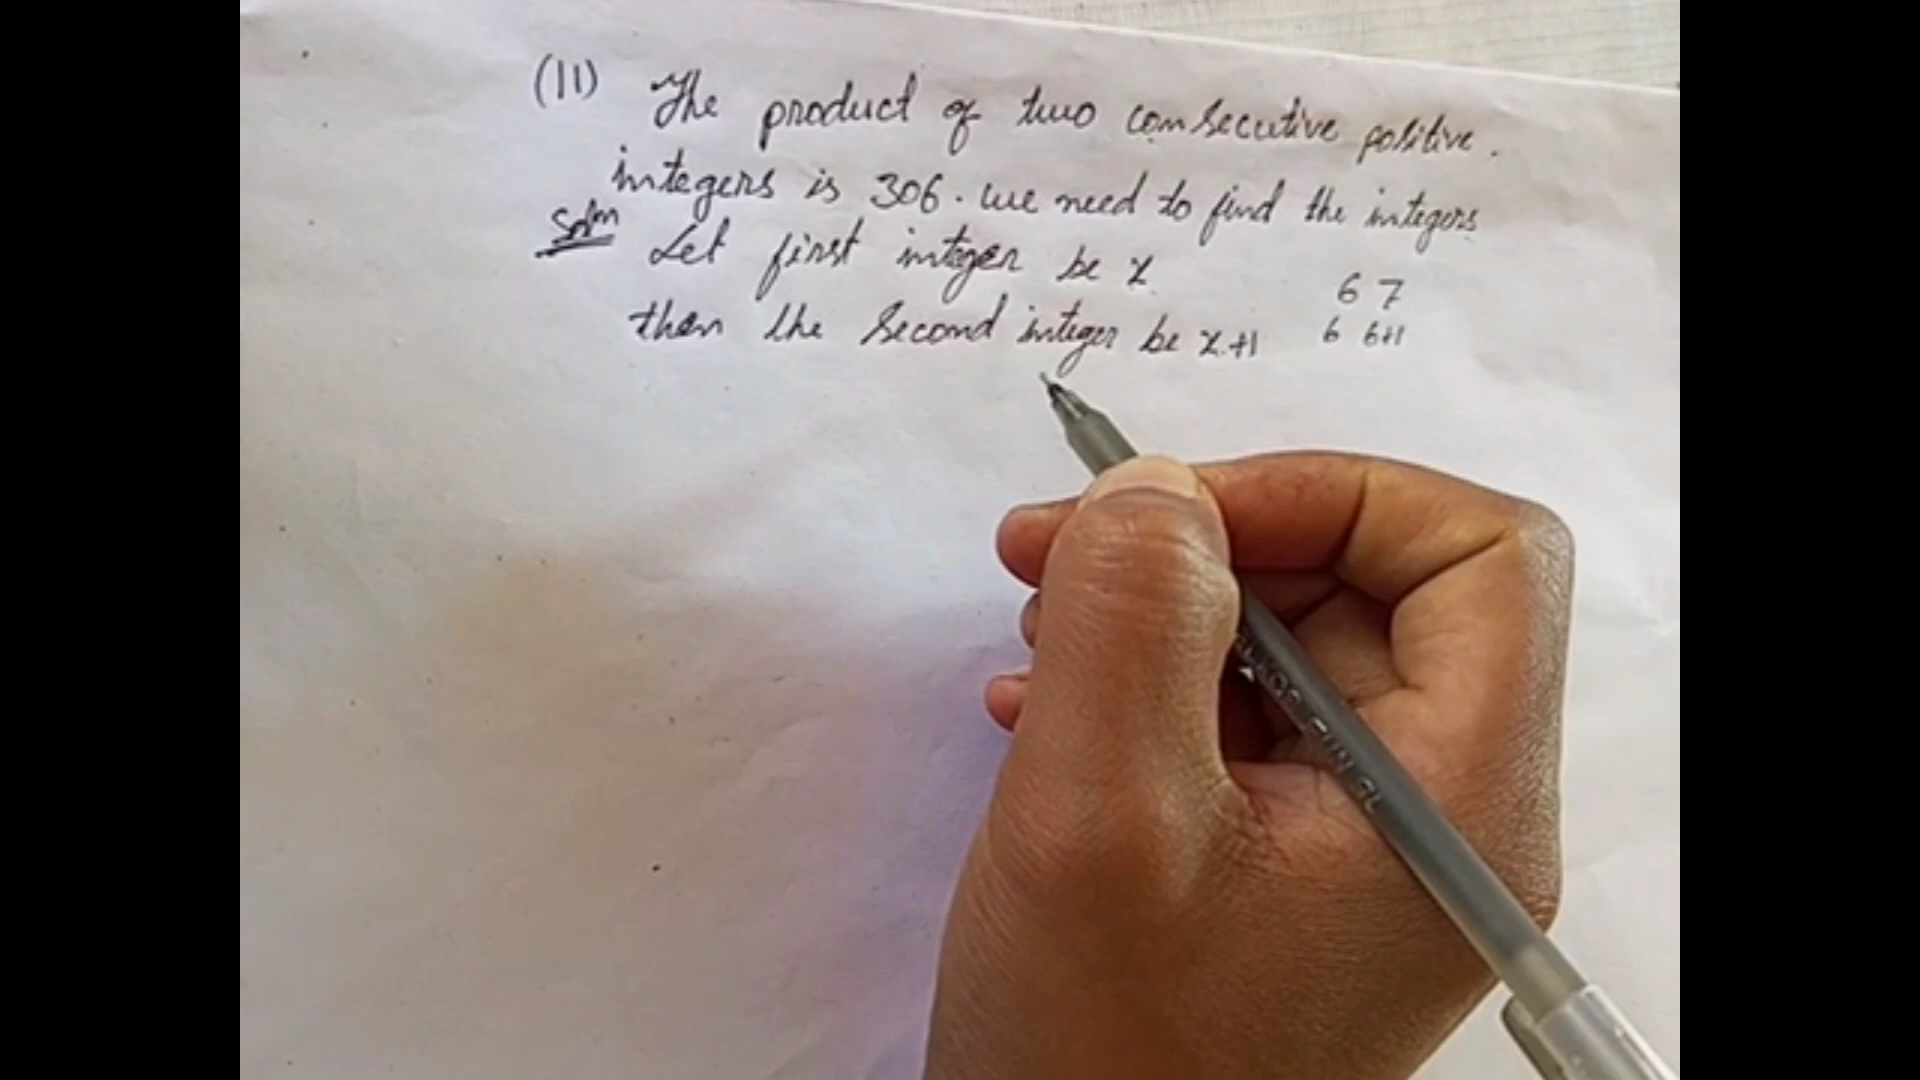 (11) The product of two consecutive positive.
integers is 306. we need to find the integers
Soln Let first integer be x.
then the second integer be x+1
6 7
6 6+1